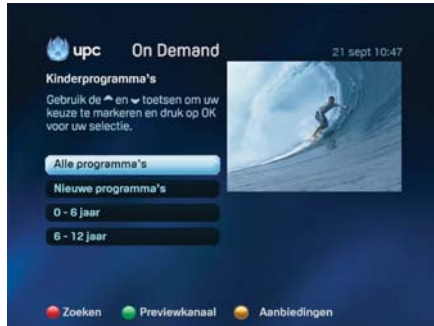 upc On Demand 21 sept 10:47
Kinderprogramma's
Gebruik de en toetsen om uw
keuze te markeren en druk op OK
voor uw selectie.
Alle programma's
Nieuwe programma's
0 - 6 jaar
6 - 12 jaar
Zoeken Previewkanaal Aanbiedingen